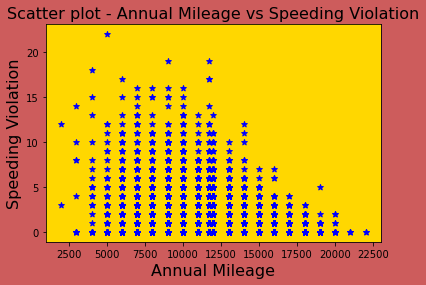 Scatter plot - Annual Mileage vs Speeding Violation
Speeding Violation
20
15
10
5
0
2500 5000 7500 10000 12500 15000 17500 20000 22500
Annual Mileage